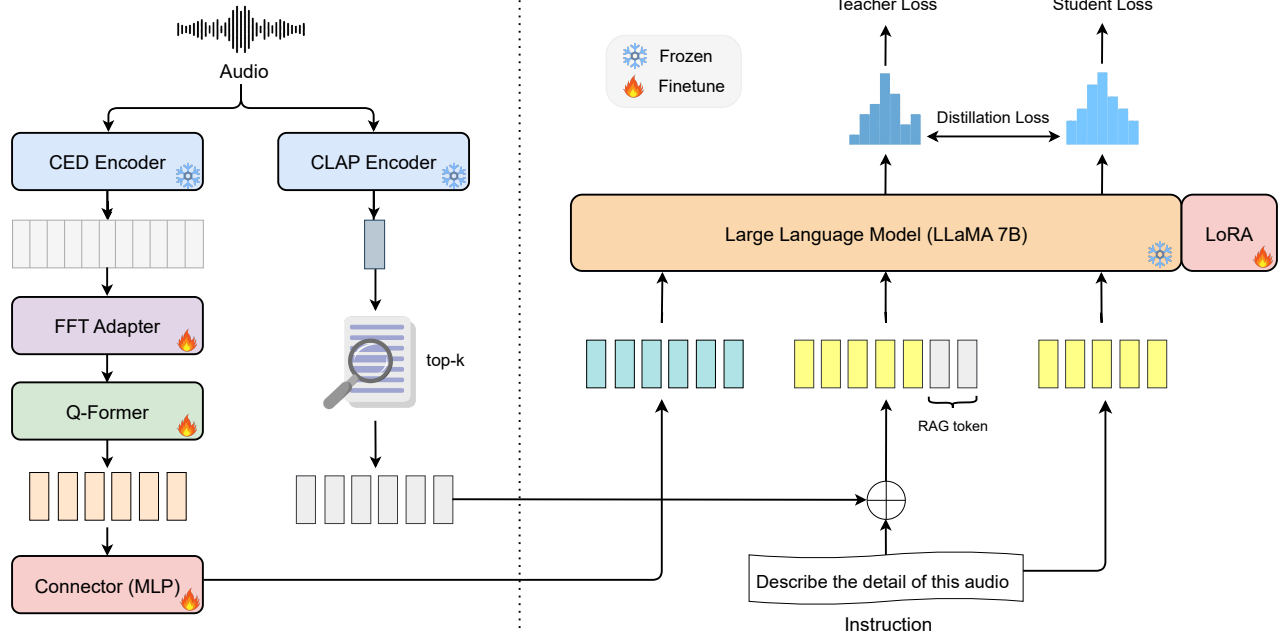 Audio
CED Encoder
CLAP Encoder
FFT Adapter
top-k
Q-Former
Connector (MLP)
Teacher Loss
Student Loss
Frozen
Finetune
Distillation Loss
Large Language Model (LLaMA 7B)
LoRA
RAG token
Describe the detail of this audio
Instruction